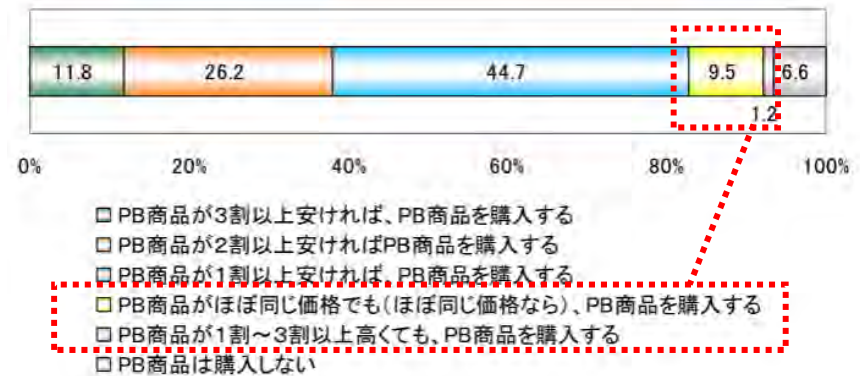 11.8 26.2 44.7 9.5 6.6
1.2
0% 20% 40% 60% 80% 100%
PB商品が3割以上安ければ、PB商品を購入する
PB商品が2割以上安ければPB商品を購入する
PB商品が1割以上安ければ、PB商品を購入する
PB商品がほぼ同じ価格でも(ほぼ同じ価格なら)、PB商品を購入する
PB商品が1割～3割以上高くても、PB商品を購入する
PB商品は購入しない